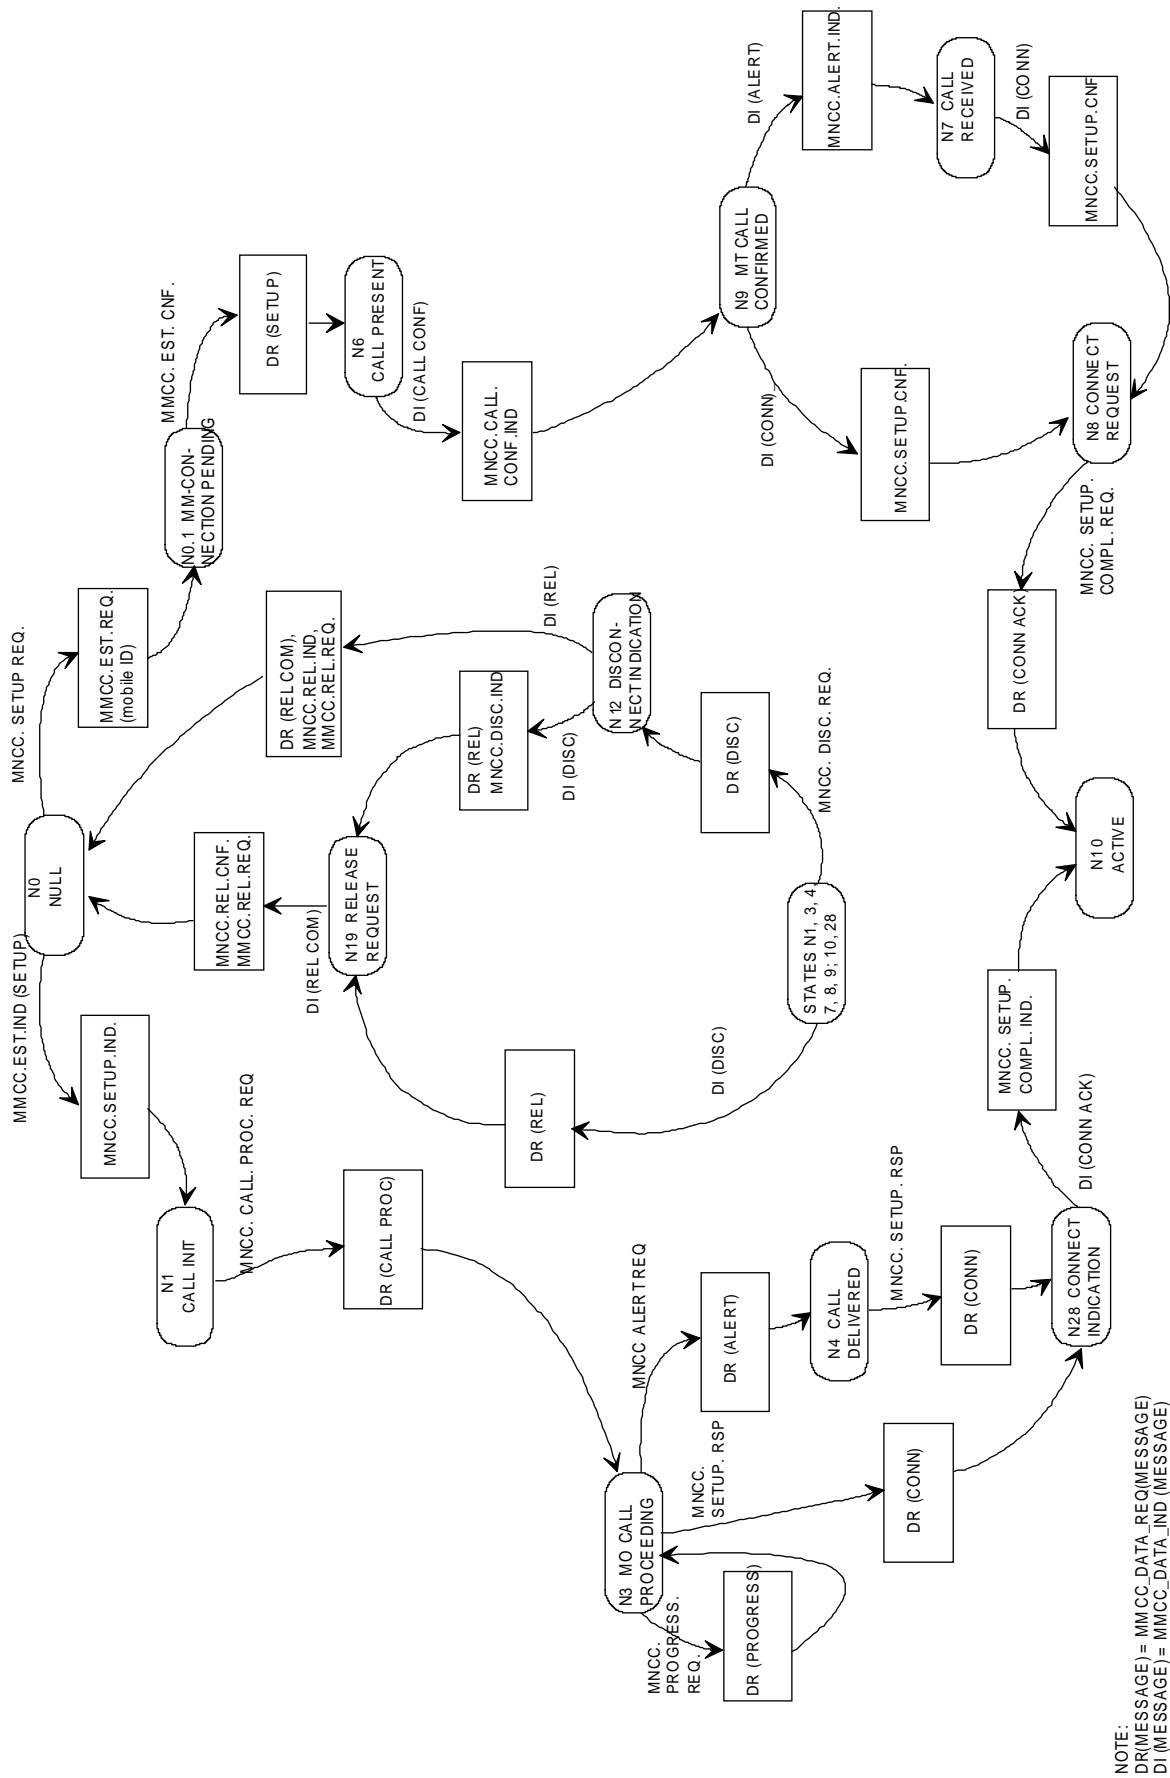 MMCC.EST.IND (SETUP)
N0
NULL
MNCC. SETUP REQ.
MNCC.SETUP.IND.
MMCC.EST.REQ.
(mobile ID)
N1
CALL INIT
MNCC. CALL. PROC. REQ
MNCC.REL.CNF.
MMCC.REL.REQ.
N0.1 MM-CON-
NECTION PENDING
MMCC. EST. CNF.
DR (SETUP)
DR (CALL PROC)
DI (REL COM)
N19 RELEASE
REQUEST
DR (REL COM),
MNCC.REL.IND,
MMCC.REL.REQ.
N6
CALL PRESENT
DI (CALL CONF)
DR (REL)
DR (REL)
MNCC.DISC.IND
DI (DISC)
DI (REL)
MNCC.CALL.
CONF.IND
N3 MO CALL
PROCEEDING
MNCC ALERT REQ
N12 DISCON-
NECT INDICATION
MNCC.
PROGRESS.
REQ.
MNCC.
SETUP. RSP
DR (ALERT)
DI (DISC)
DR (DISC)
N9 MT CALL
CONFIRMED
DI (ALERT)
DR (PROGRESS)
N4 CALL
DELIVERED
STATES N1, 3, 4
7, 8, 9; 10, 28
MNCC. DISC. REQ.
DI (CONN)
MNCC.ALERT.IND.
MNCC. SETUP. RSP
DR (CONN)
DR (CONN)
MNCC.SETUP.CNF.
N7 CALL
RECEIVED
DI (CONN)
N28 CONNECT
INDICATION
DI (CONN ACK)
MNCC. SETUP.
COMPL. IND.
DR (CONN ACK)
MNCC. SETUP.
COMPL. REQ.
N8 CONNECT
REQUEST
MNCC.SETUP.CNF
N10
ACTIVE
NOTE:
DR(MESSAGE) = MMCC_DATA_REQ(MESSAGE)
DI (MESSAGE) = MMCC_DATA_IND (MESSAGE)